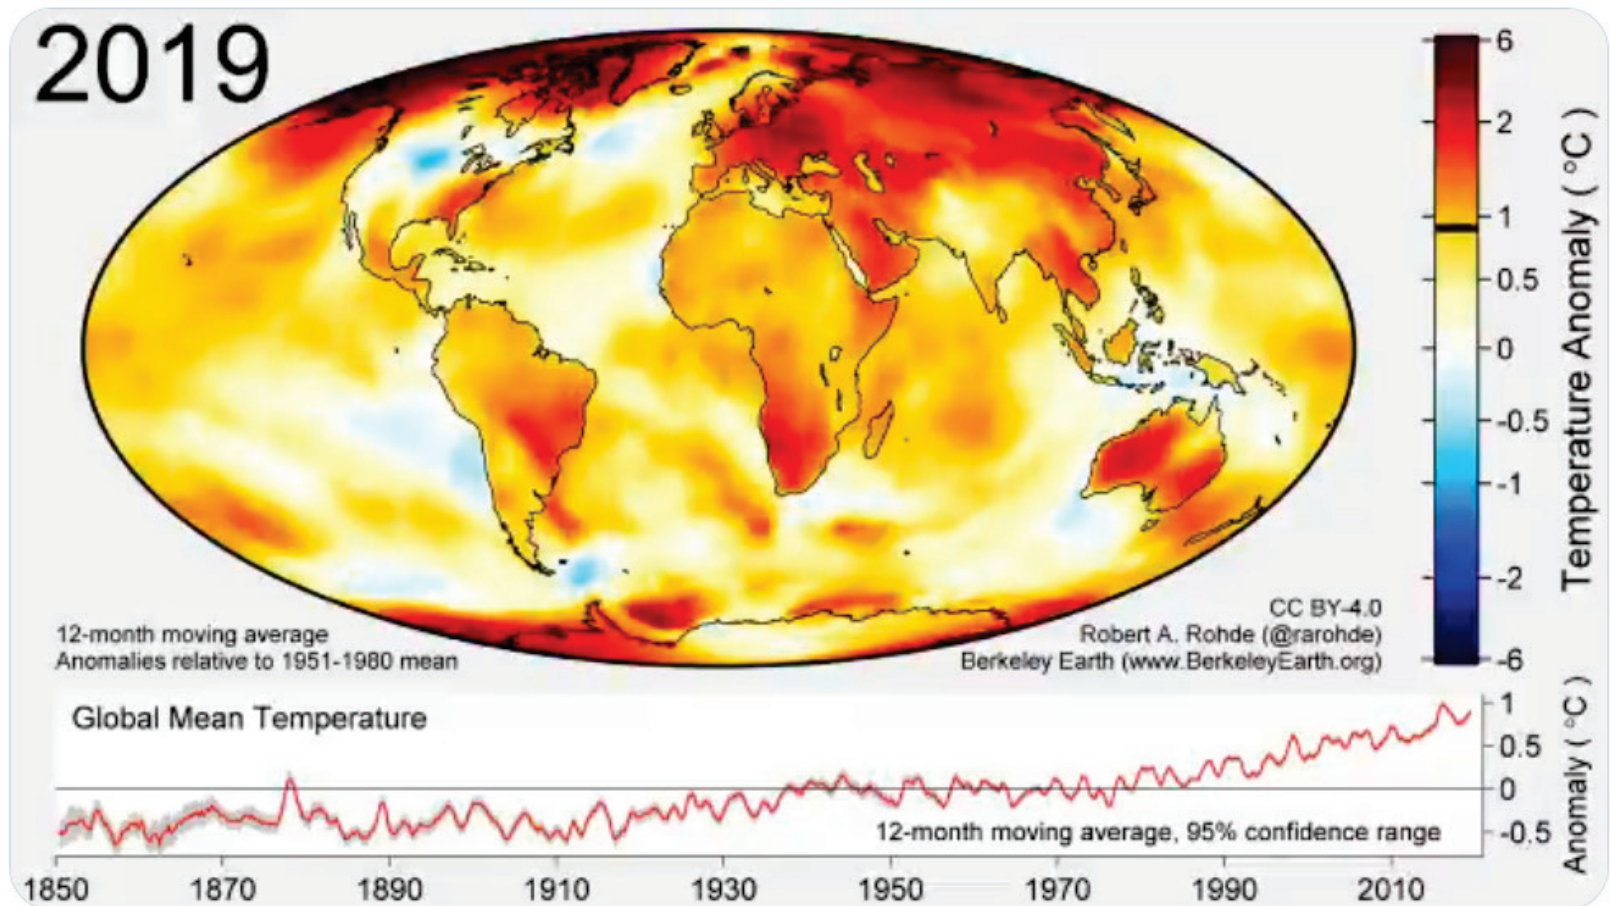 2019
6
2
1
0.5
0
-0.5
-1
-2
-6
Temperature Anomaly ( °C)
12-month moving average
Anomalies relative to 1951-1980 mean
CC BY-4.0
Robert A. Rohde (@rarohde)
Berkeley Earth (www.BerkeleyEarth.org)
Global Mean Temperature
1
0.5
0
-0.5
Anomaly ( °C)
12-month moving average, 95% confidence range
1850 1870 1890 1910 1930 1950 1970 1990 2010